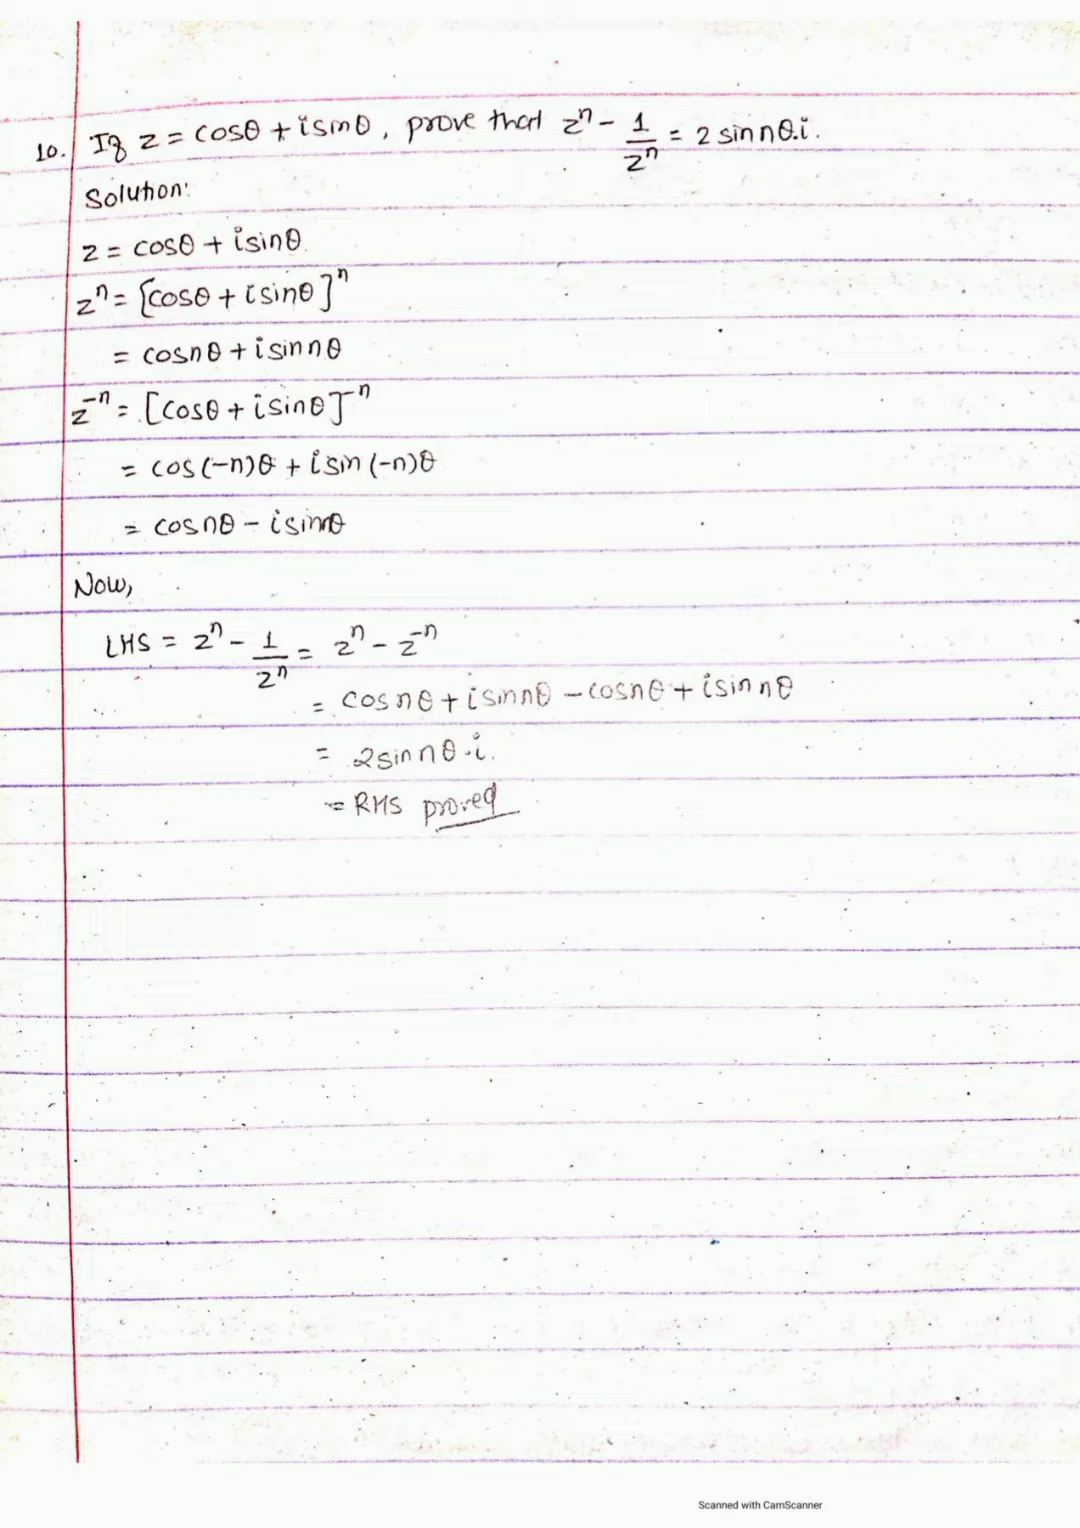 10. If z = cosθ + isinθ, prove that zⁿ - 1/zⁿ = 2 sin nθ.i.
Solution:
z = cosθ + isinθ
zⁿ = [cosθ + isinθ]ⁿ
= cosnθ + isinnθ
z⁻ⁿ = [cosθ + isinθ]⁻ⁿ
= cos(-n)θ + isin(-n)θ
= cosnθ - isinnθ
Now,
LHS = zⁿ - 1/zⁿ = zⁿ - z⁻ⁿ
= cosnθ + isinnθ - cosnθ + isinnθ
= 2sinnθ.i.
= RHS proved
Scanned with CamScanner